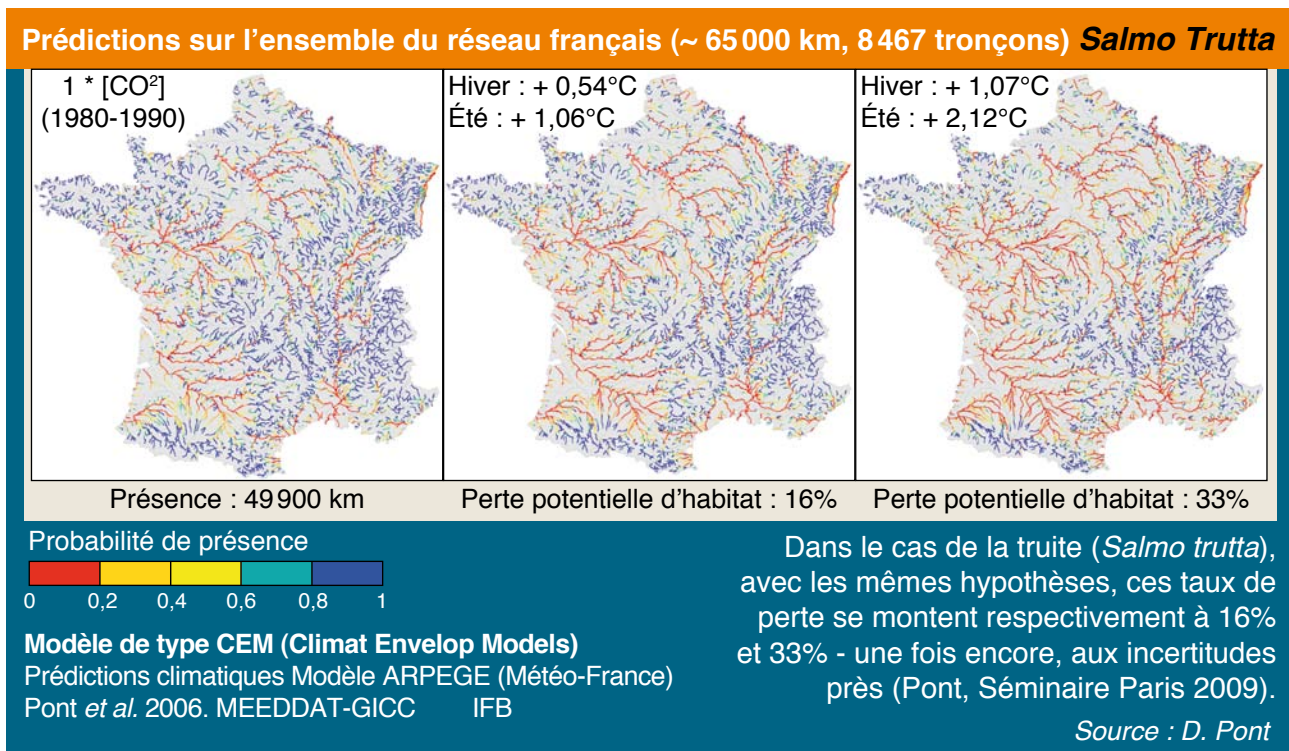 Prédictions sur l'ensemble du réseau français (~ 65 000 km, 8 467 tronçons) Salmo Trutta
1 * [CO²]
(1980-1990)
Hiver : + 0,54°C
Été : + 1,06°C
Hiver : + 1,07°C
Été : + 2,12°C
Présence : 49 900 km
Perte potentielle d'habitat : 16%
Perte potentielle d'habitat : 33%
Probabilité de présence
0 0,2 0,4 0,6 0,8 1
Modèle de type CEM (Climat Envelop Models)
Prédictions climatiques Modèle ARPEGE (Météo-France)
Pont et al. 2006. MEEDDAT-GICC IFB
Dans le cas de la truite (Salmo trutta),
avec les mêmes hypothèses, ces taux de
perte se montent respectivement à 16%
et 33% - une fois encore, aux incertitudes
près (Pont, Séminaire Paris 2009).
Source : D. Pont